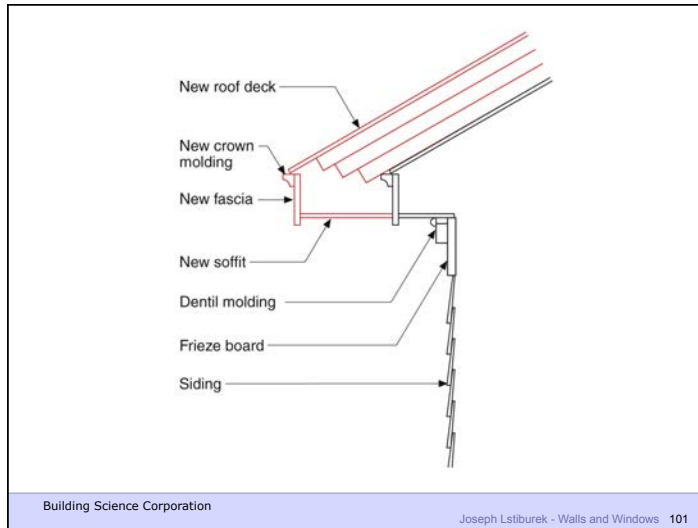 New roof deck
New crown
molding
New fascia
New soffit
Dentil molding
Frieze board
Siding
Building Science Corporation
Joseph Lstiburek - Walls and Windows 101